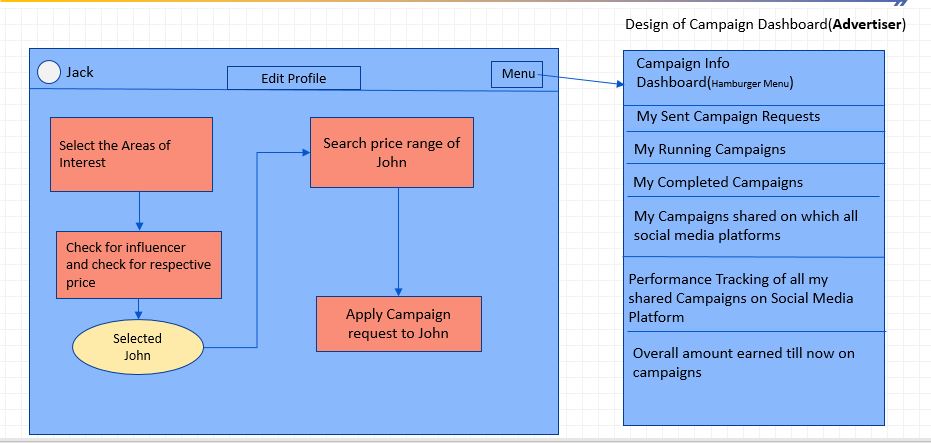 Design of Campaign Dashboard(Advertiser)
Jack
Edit Profile
Menu
Select the Areas of
Interest
Check for influencer
and check for respective
price
Selected
John
Search price range of
John
Apply Campaign
request to John
Campaign Info
Dashboard(Hamburger Menu)
My Sent Campaign Requests
My Running Campaigns
My Completed Campaigns
My Campaigns shared on which all
social media platforms
Performance Tracking of all my
shared Campaigns on Social Media
Platform
Overall amount earned till now on
campaigns